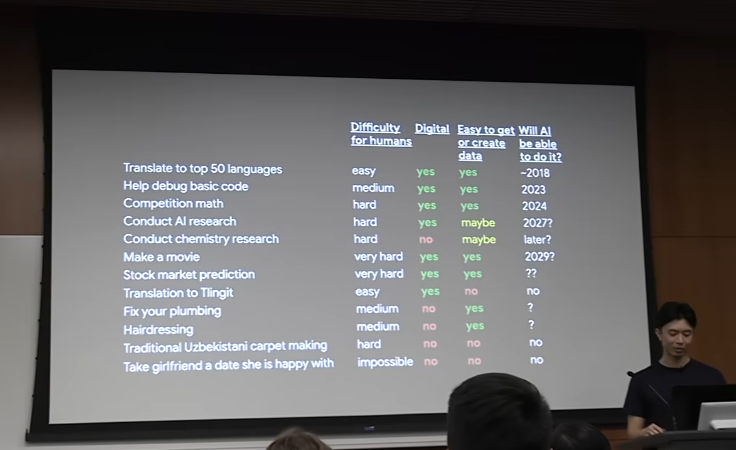 Difficulty for humans Digital Easy to get or create data Will AI be able to do it?
Translate to top 50 languages easy yes yes ~2018
Help debug basic code medium yes yes 2023
Competition math hard yes yes 2024
Conduct AI research hard yes maybe 2027?
Conduct chemistry research hard no maybe later?
Make a movie very hard yes yes 2029?
Stock market prediction very hard yes yes ??
Translation to Tlingit easy yes no no
Fix your plumbing medium no yes ?
Hairdressing medium no yes ?
Traditional Uzbekistani carpet making hard no no no
Take girlfriend a date she is happy with impossible no no no